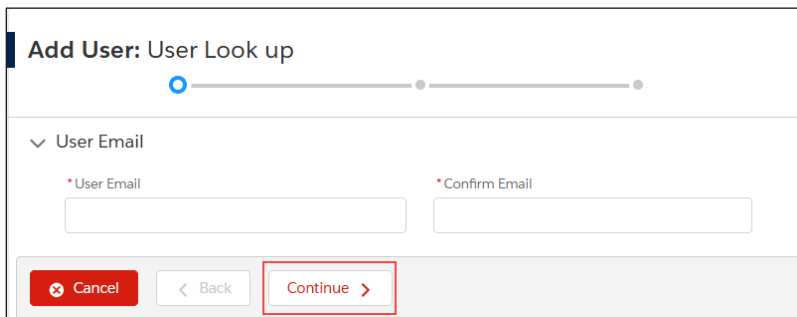 Add User: User Look up
User Email
*User Email *Confirm Email
Cancel Back Continue